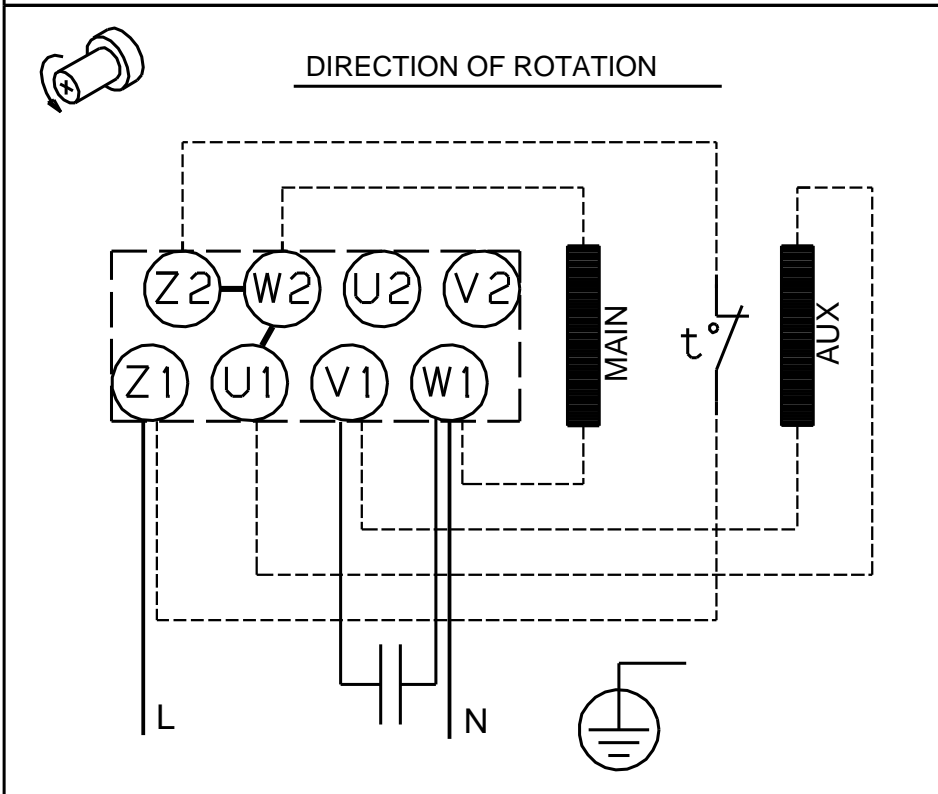 DIRECTION OF ROTATION
Z2 W2 U2 V2
Z1 U1 V1 W1
MAIN
t°
AUX
L
N